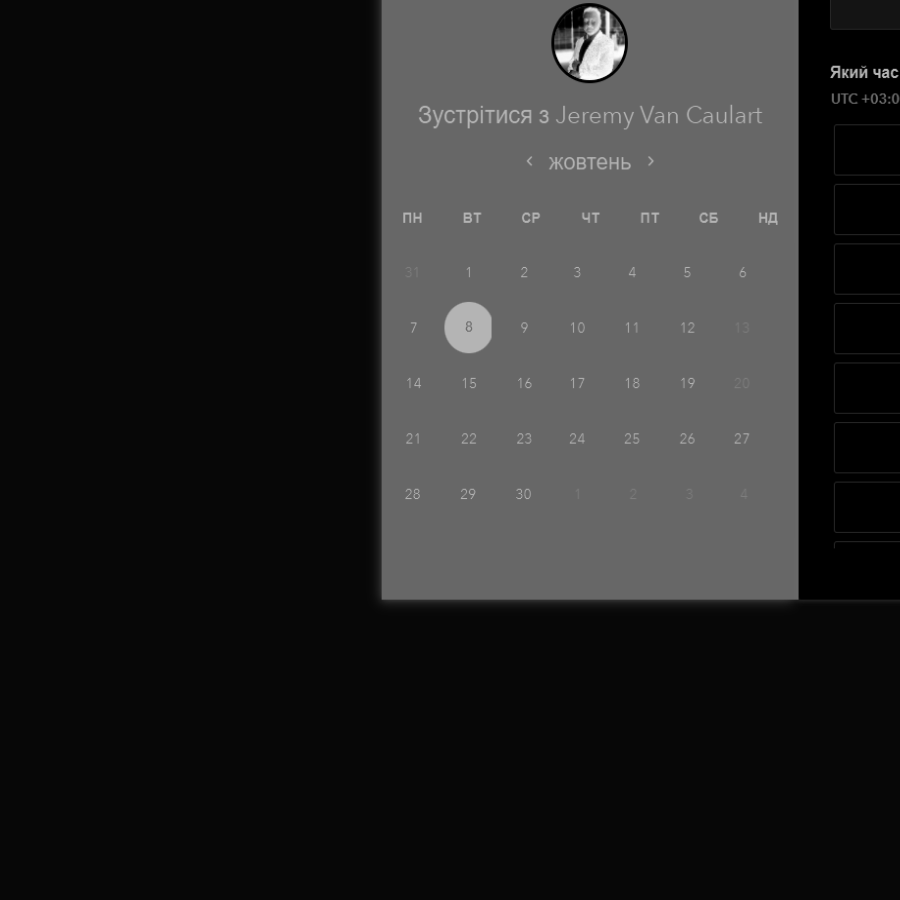 Зустрітися з Jeremy Van Caulart
‹ жовтень ›
ПН ВТ СР ЧТ ПТ СБ НД
31 1 2 3 4 5 6
7 8 9 10 11 12 13
14 15 16 17 18 19 20
21 22 23 24 25 26 27
28 29 30 1 2 3 4
Який час
UTC +03:0